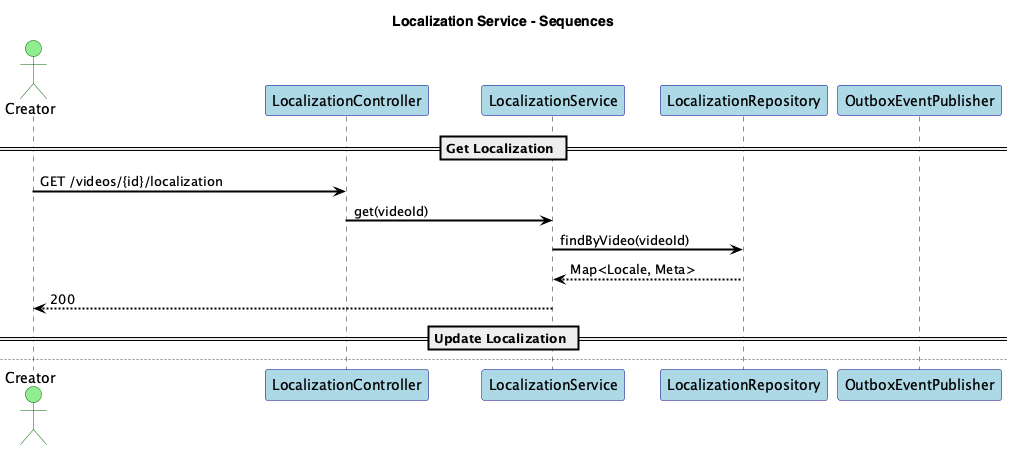 Localization Service - Sequences
Creator
LocalizationController
LocalizationService
LocalizationRepository
OutboxEventPublisher
Get Localization
GET /videos/{id}/localization
get(videoId)
findByVideo(videoId)
Map<Locale, Meta>
200
Update Localization
Creator
LocalizationController
LocalizationService
LocalizationRepository
OutboxEventPublisher